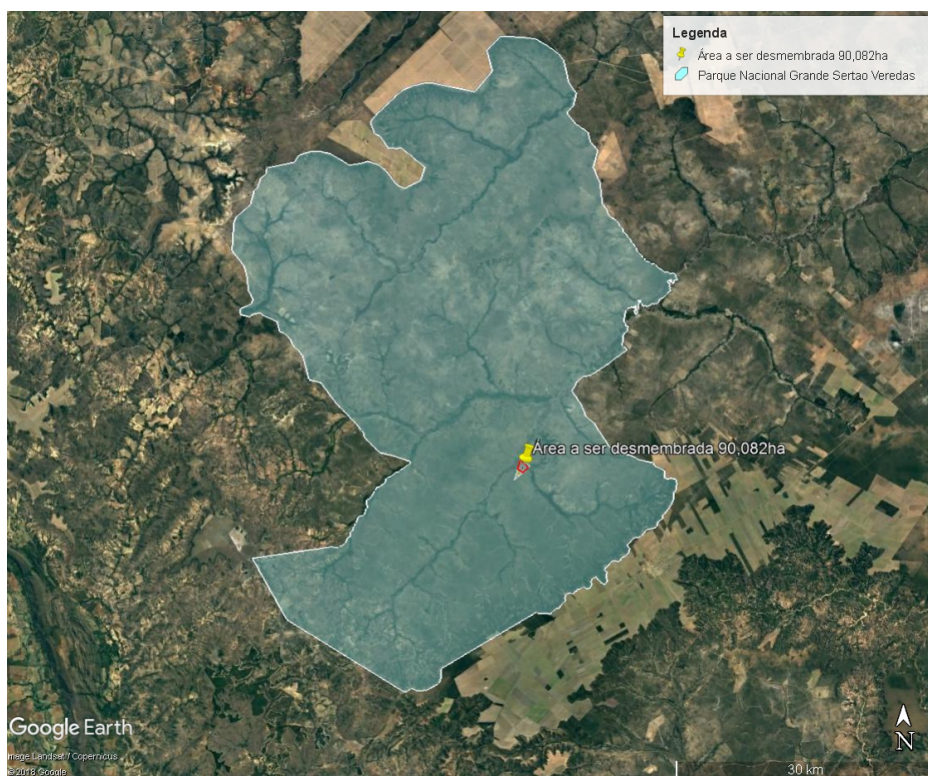 Legenda
Área a ser desmembrada 90,082ha
Parque Nacional Grande Sertao Veredas
Área a ser desmembrada 90,082ha
Google Earth
Image Landsat / Copernicus
© 2018 Google
N
30 km